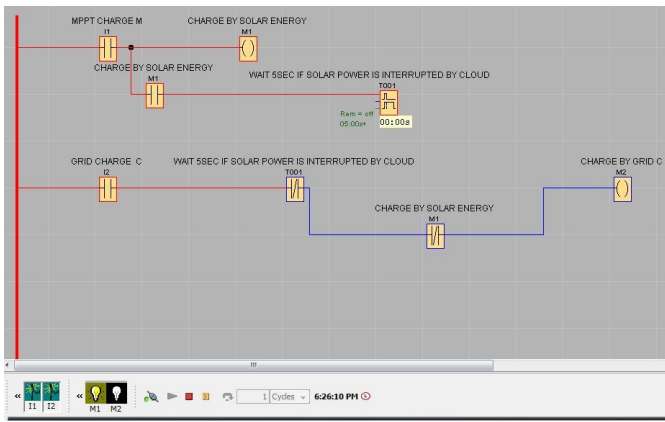 MPPT CHARGE M
CHARGE BY SOLAR ENERGY
I1
M1
CHARGE BY SOLAR ENERGY
M1
WAIT 5SEC IF SOLAR POWER IS INTERRUPTED BY CLOUD
T001
Rem = off
05:00s+
00:00s
GRID CHARGE C
WAIT 5SEC IF SOLAR POWER IS INTERRUPTED BY CLOUD
CHARGE BY GRID C
I2
T001
M2
CHARGE BY SOLAR ENERGY
M1
I1 I2
M1 M2
1 Cycles 6:26:10 PM